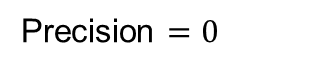 Precision = 0